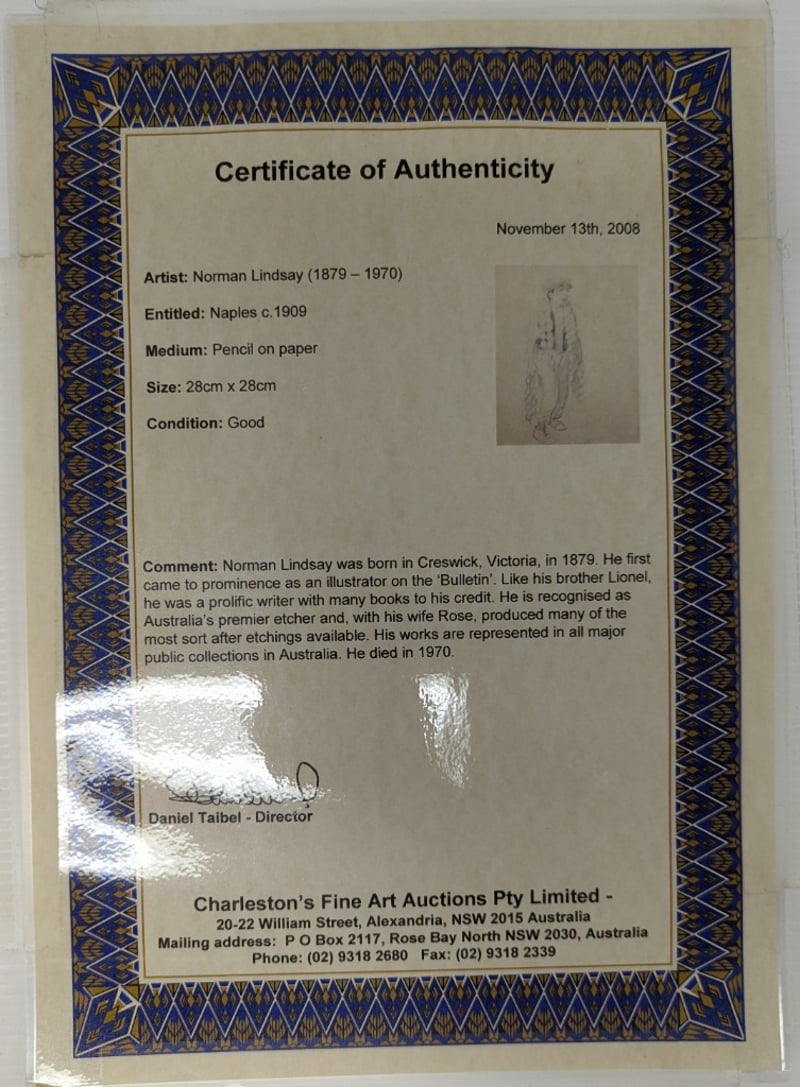 Certificate of Authenticity
November 13th, 2008
Artist: Norman Lindsay (1879 – 1970)
Entitled: Naples c.1909
Medium: Pencil on paper
Size: 28cm x 28cm
Condition: Good
Comment: Norman Lindsay was born in Creswick, Victoria, in 1879. He first
came to prominence as an illustrator on the ‘Bulletin’. Like his brother Lionel,
he was a prolific writer with many books to his credit. He is recognised as
Australia’s premier etcher and, with his wife Rose, produced many of the
most sort after etchings available. His works are represented in all major
public collections in Australia. He died in 1970.
Daniel Taibel - Director
Charleston’s Fine Art Auctions Pty Limited -
20-22 William Street, Alexandria, NSW 2015 Australia
Mailing address: P O Box 2117, Rose Bay North NSW 2030, Australia
Phone: (02) 9318 2680 Fax: (02) 9318 2339